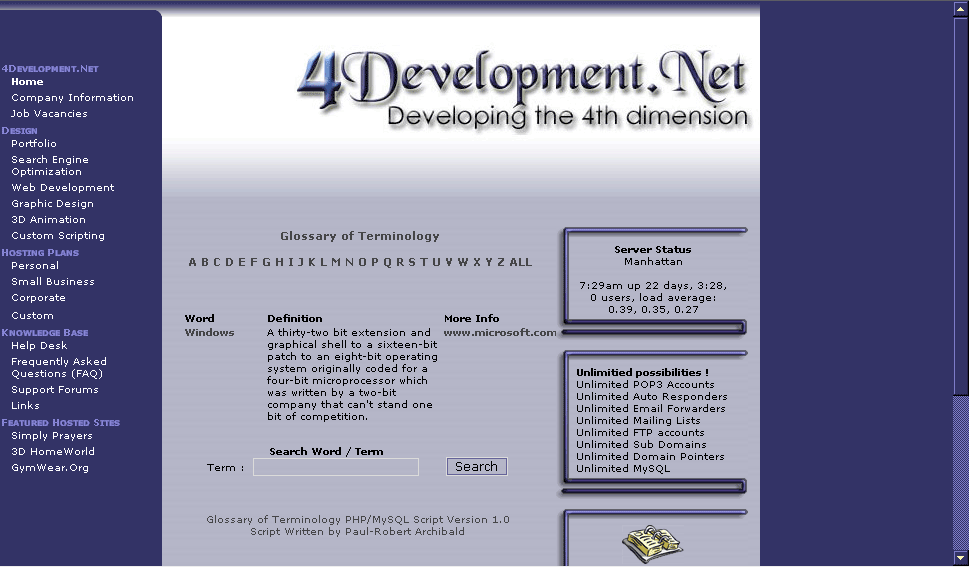 4Development.Net
Home
Company Information
Job Vacancies
Design
Portfolio
Search Engine
Optimization
Web Development
Graphic Design
3D Animation
Custom Scripting
Hosting Plans
Personal
Small Business
Corporate
Custom
Knowledge Base
Help Desk
Frequently Asked
Questions (FAQ)
Support Forums
Links
Featured Hosted Sites
Simply Prayers
3D HomeWorld
GymWear.Org
4Development.Net
Developing the 4th dimension
Glossary of Terminology
A B C D E F G H I J K L M N O P Q R S T U V W X Y Z ALL
Word Definition More Info
Windows A thirty-two bit extension and www.microsoft.com
graphical shell to a sixteen-bit
patch to an eight-bit operating
system originally coded for a
four-bit microprocessor which
was written by a two-bit
company that can't stand one
bit of competition.
Search Word / Term
Term : Search
Glossary of Terminology PHP/MySQL Script Version 1.0
Script Written by Paul-Robert Archibald
Server Status
Manhattan
7:29am up 22 days, 3:28,
0 users, load average:
0.39, 0.35, 0.27
Unlimitied possibilities !
Unlimited POP3 Accounts
Unlimited Auto Responders
Unlimited Email Forwarders
Unlimited Mailing Lists
Unlimited FTP accounts
Unlimited Sub Domains
Unlimited Domain Pointers
Unlimited MySQL